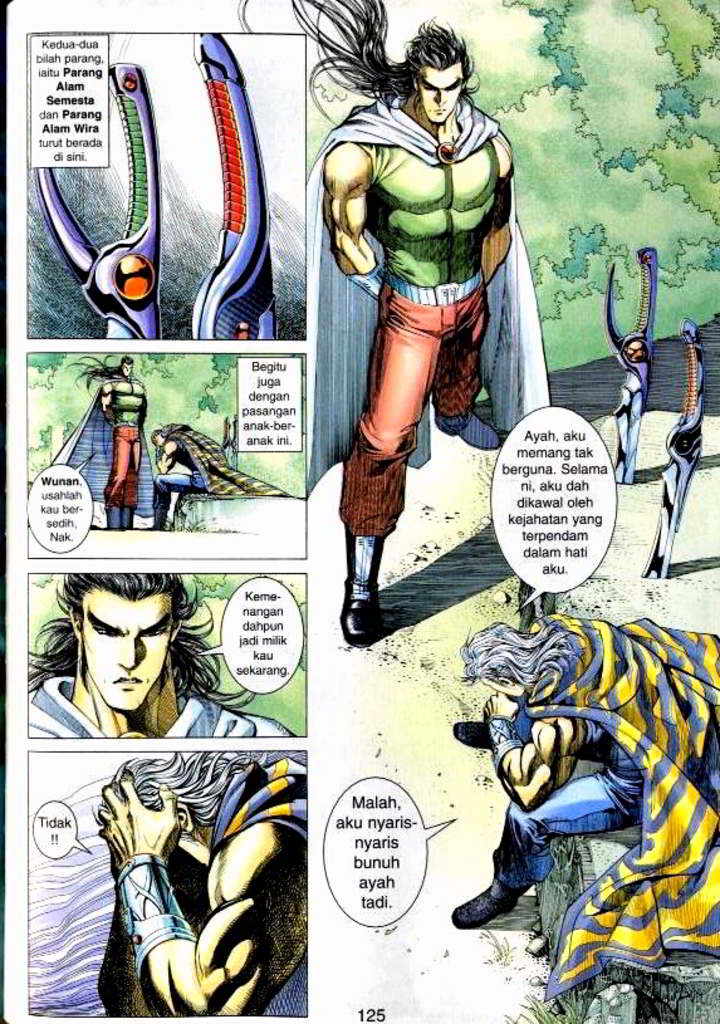 Kedua-dua
bilah parang,
iaitu Parang
Alam
Semesta
dan Parang
Alam Wira
turut berada
di sini.
Begitu
juga
dengan
pasangan
anak-ber-
anak ini.
Wunan,
usahlah
kau ber-
sedih,
Nak.
Keme-
nangan
dahpun
jadi milik
kau
sekarang.
Tidak
!!
Ayah, aku
memang tak
berguna. Selama
ni, aku dah
dikawal oleh
kejahatan yang
terpendam
dalam hati
aku.
Malah,
aku nyaris-
nyaris
bunuh
ayah
tadi.
125